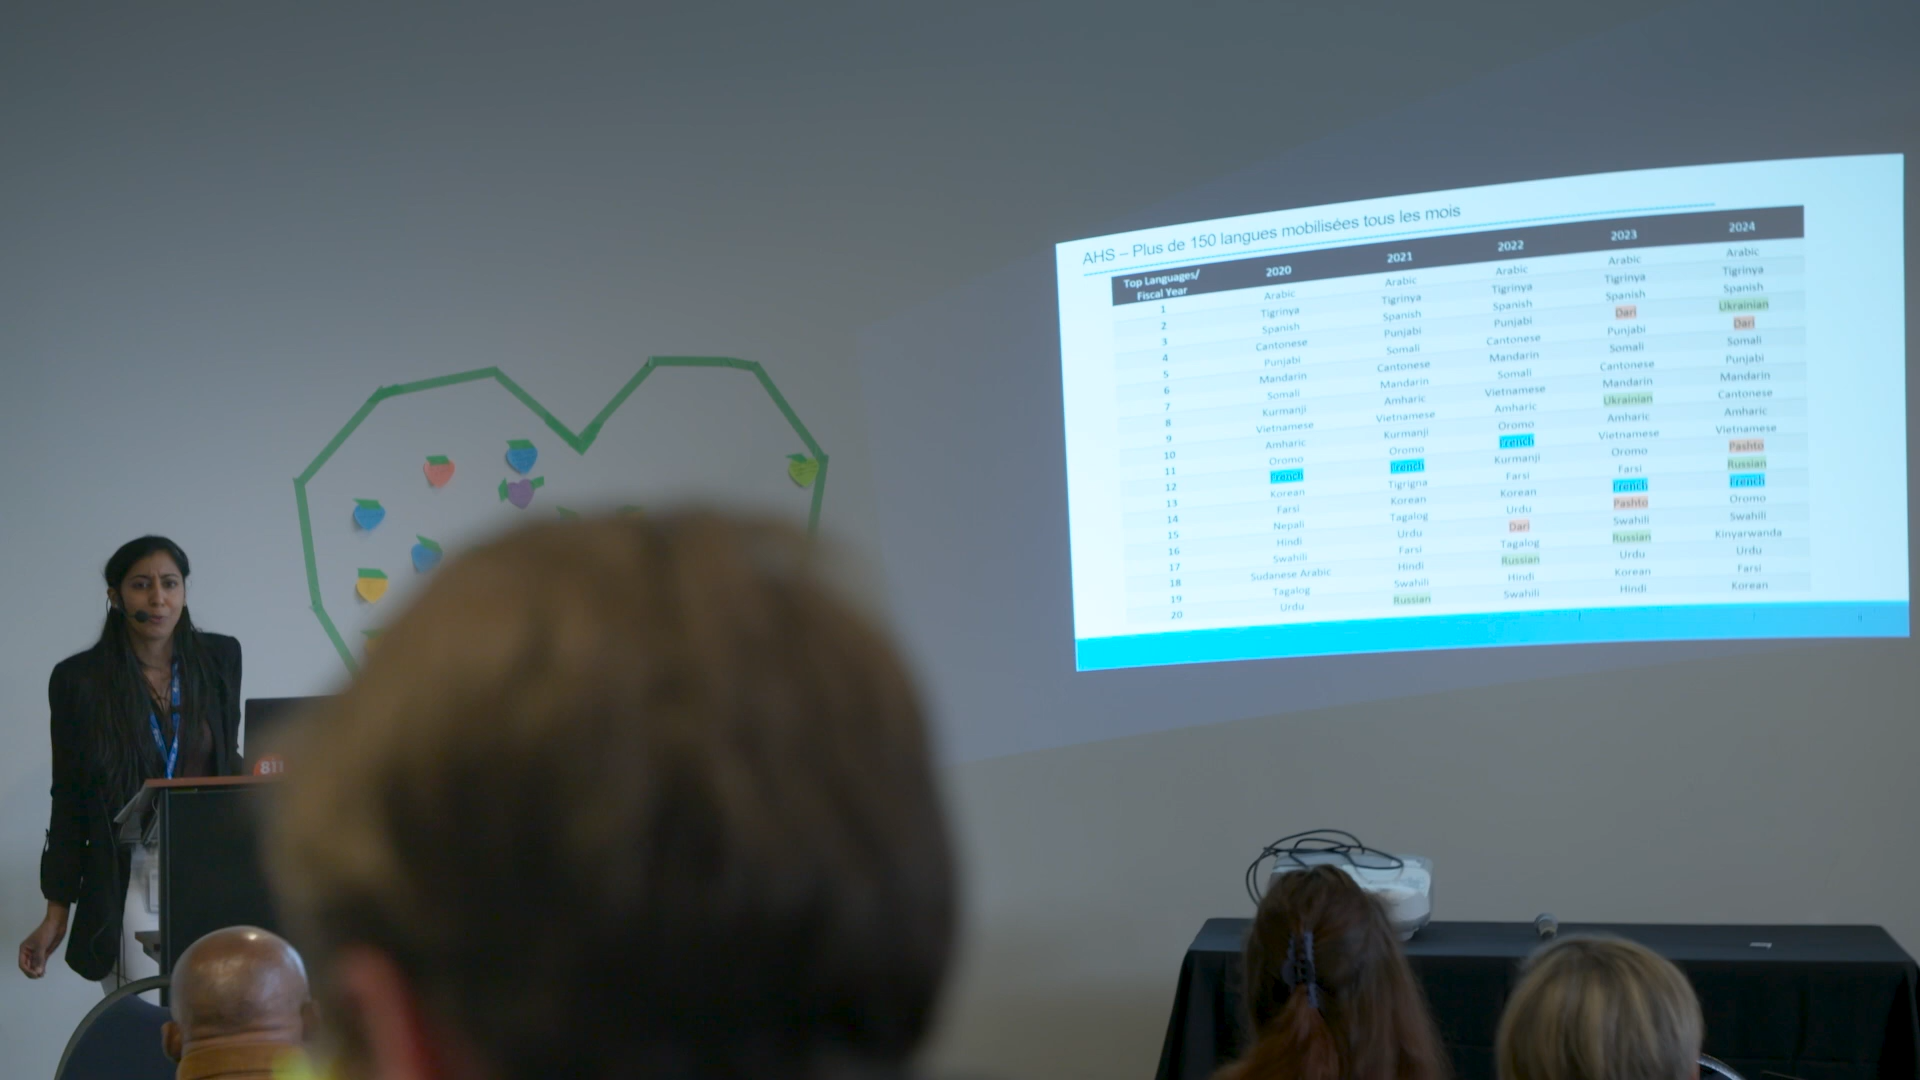 AHS – Plus de 150 langues mobilisées tous les mois
Top Languages/ Fiscal Year 2020 2021 2022 2023 2024
1 Arabic Arabic Arabic Arabic Arabic
2 Tigrinya Tigrinya Tigrinya Tigrinya Tigrinya
3 Spanish Spanish Spanish Spanish Spanish
4 Cantonese Punjabi Punjabi Dari Ukrainian
5 Punjabi Somali Cantonese Punjabi Dari
6 Mandarin Cantonese Mandarin Somali Somali
7 Somali Mandarin Somali Cantonese Punjabi
8 Kurmanji Amharic Vietnamese Mandarin Mandarin
9 Vietnamese Vietnamese Amharic Ukrainian Cantonese
10 Amharic Kurmanji Oromo Amharic Amharic
11 Oromo Oromo French Vietnamese Vietnamese
12 French French Kurmanji Oromo Pashto
13 Korean Tigrigna Farsi Farsi Russian
14 Farsi Korean Korean French French
15 Nepali Tagalog Urdu Pashto Oromo
16 Hindi Urdu Dari Swahili Swahili
17 Swahili Farsi Tagalog Russian Kinyarwanda
18 Sudanese Arabic Hindi Russian Urdu Urdu
19 Tagalog Swahili Hindi Korean Farsi
20 Urdu Russian Swahili Hindi Korean